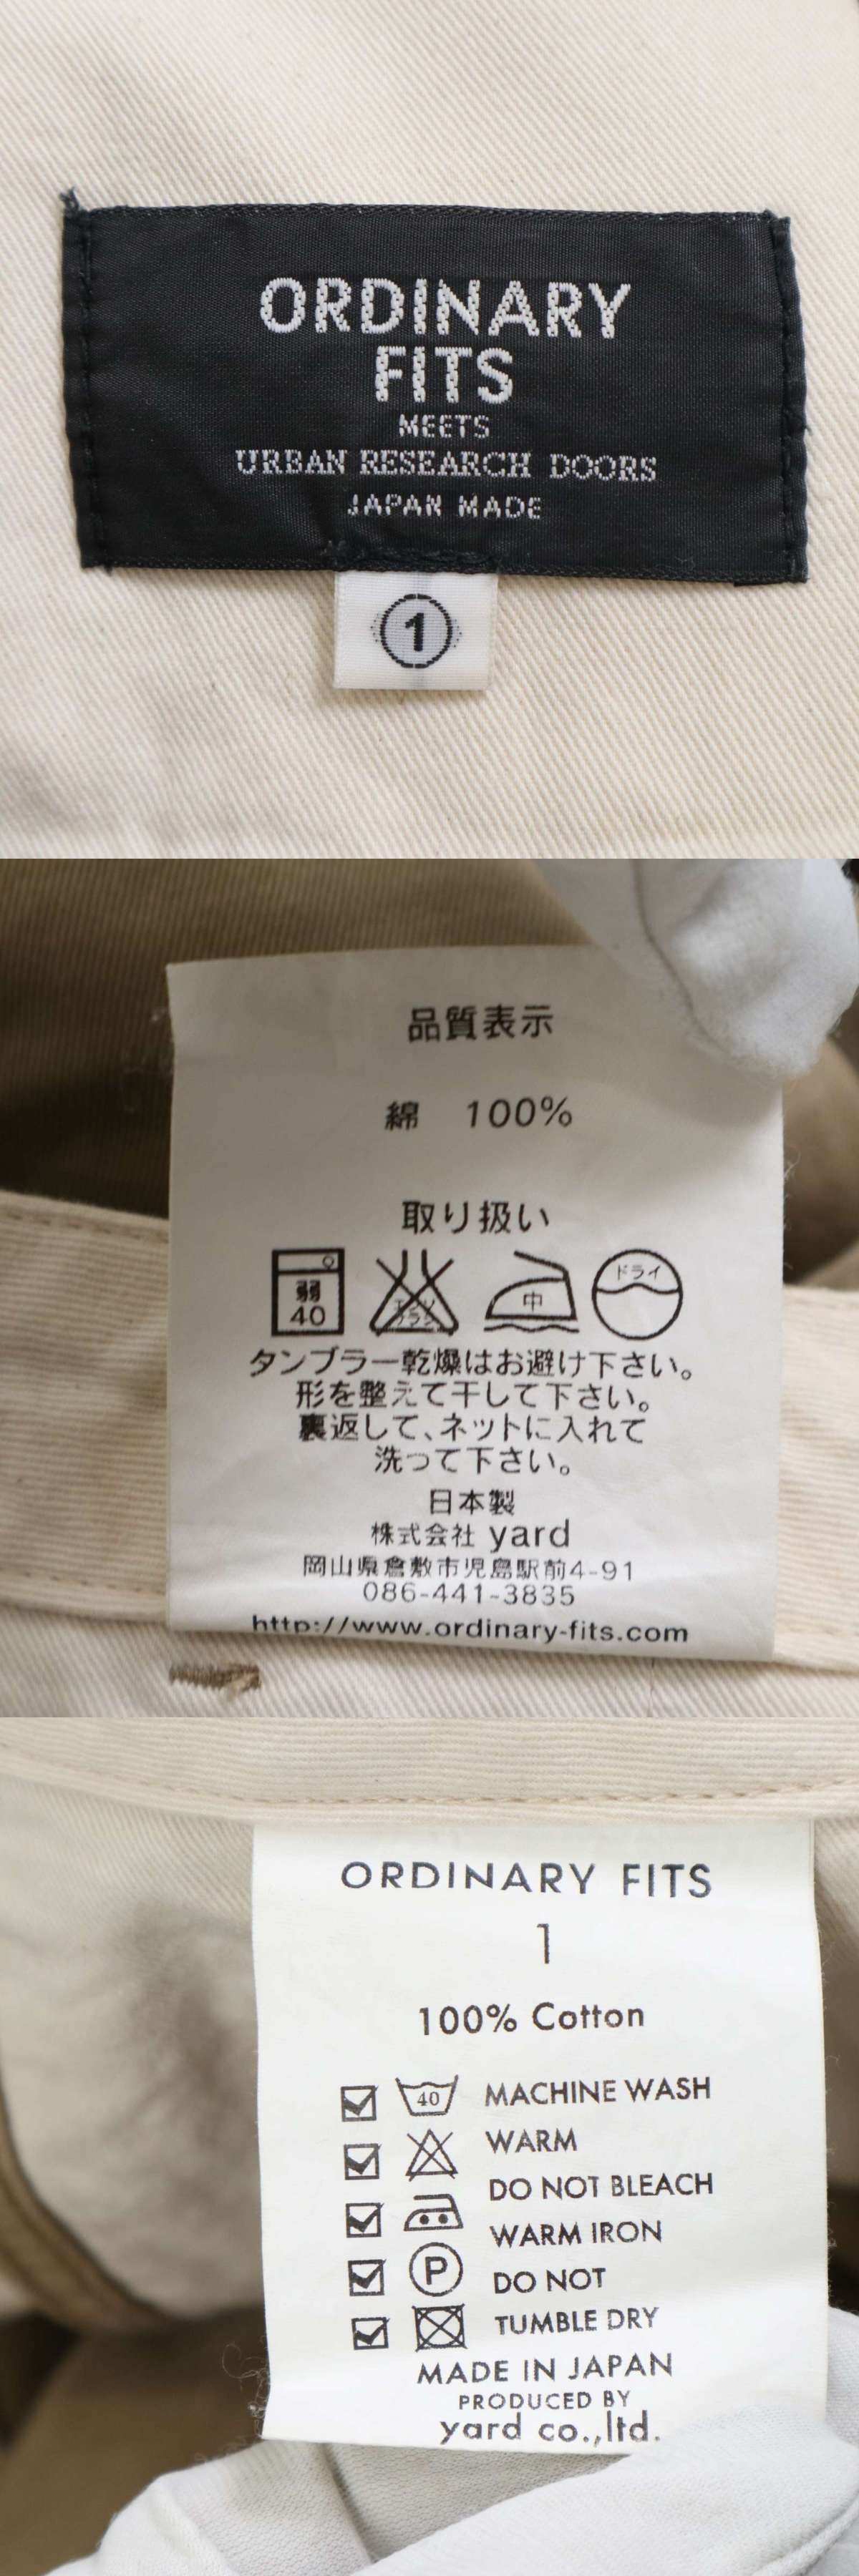 ORDINARY
FITS
MEETS
URBAN RESEARCH DOORS
JAPAN MADE
1
品質表示
綿 100%
取り扱い
弱
40
エンソ
サラシ
中
ドライ
タンブラー乾燥はお避け下さい。
形を整えて干して下さい。
裏返して、ネットに入れて
洗って下さい。
日本製
株式会社 yard
岡山県倉敷市児島駅前4-91
086-441-3835
http://www.ordinary-fits.com
ORDINARY FITS
1
100% Cotton
40 MACHINE WASH
WARM
DO NOT BLEACH
WARM IRON
P DO NOT
TUMBLE DRY
MADE IN JAPAN
PRODUCED BY
yard co.,ltd.